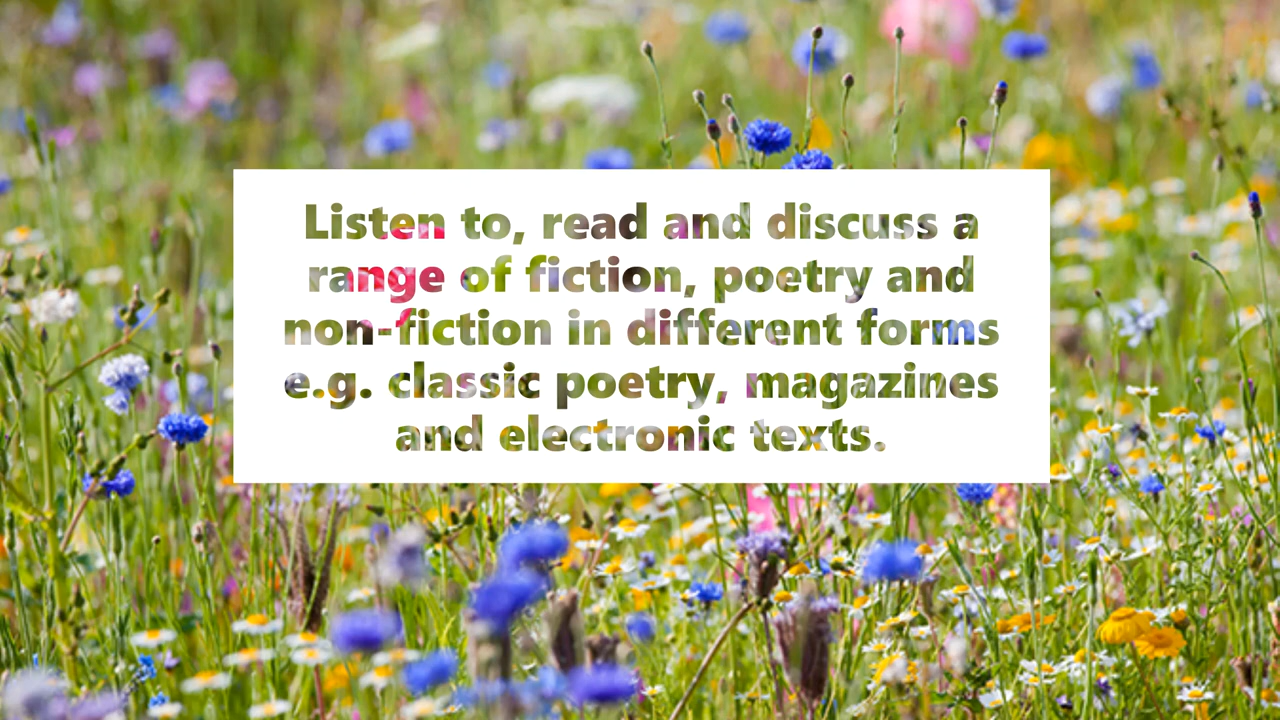 Listen to, read and discuss a
range of fiction, poetry and
non-fiction in different forms
e.g. classic poetry, magazines
and electronic texts.